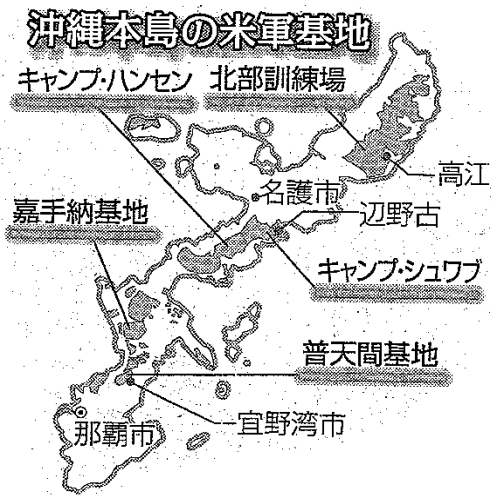 沖縄本島の米軍基地
キャンプ・ハンセン
北部訓練場
高江
名護市
辺野古
嘉手納基地
キャンプ・シュワブ
普天間基地
宜野湾市
那覇市